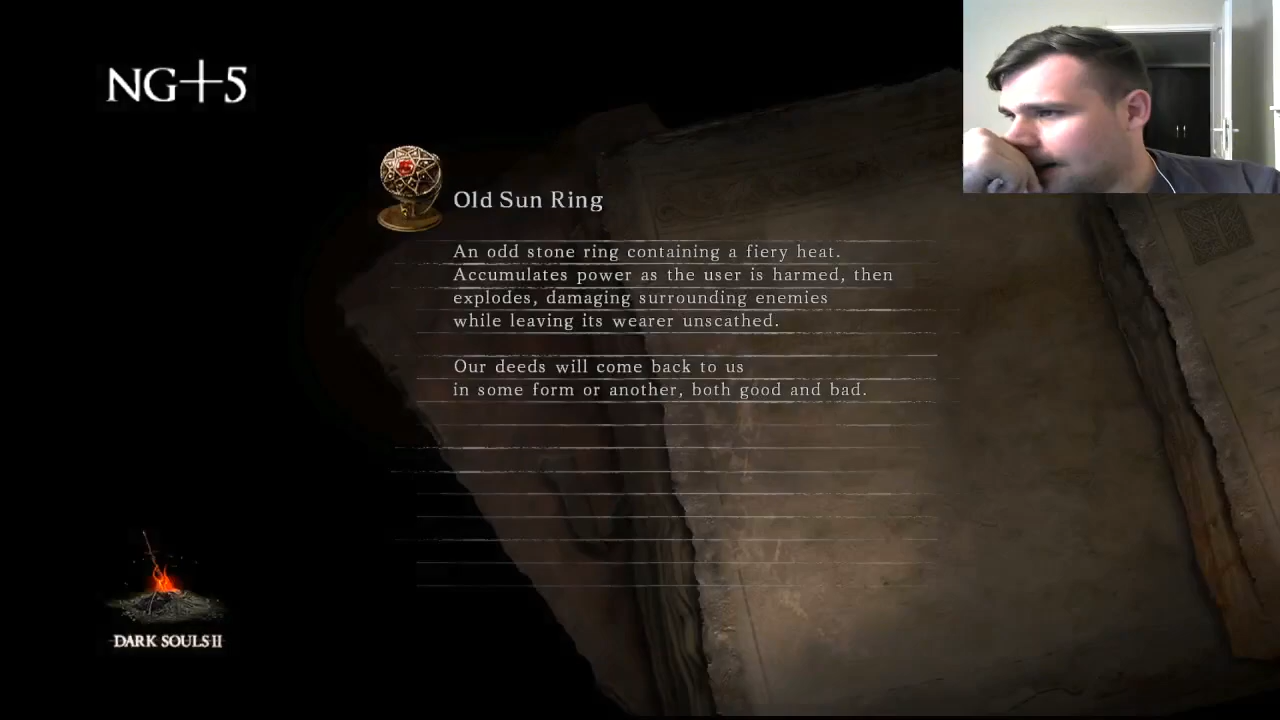 NG+5
Old Sun Ring
An odd stone ring containing a fiery heat.
Accumulates power as the user is harmed, then
explodes, damaging surrounding enemies
while leaving its wearer unscathed.
Our deeds will come back to us
in some form or another, both good and bad.
DARK SOULS II